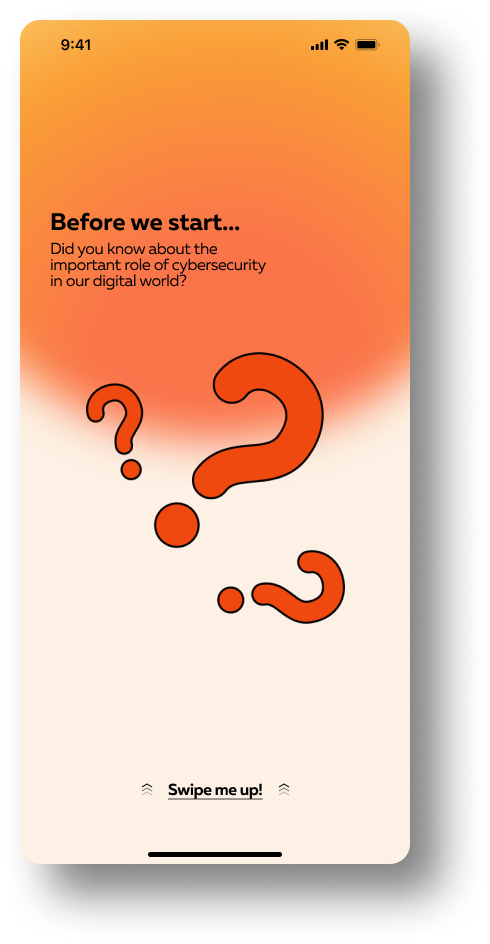 9:41
Before we start...
Did you know about the
important role of cybersecurity
in our digital world?
Swipe me up!